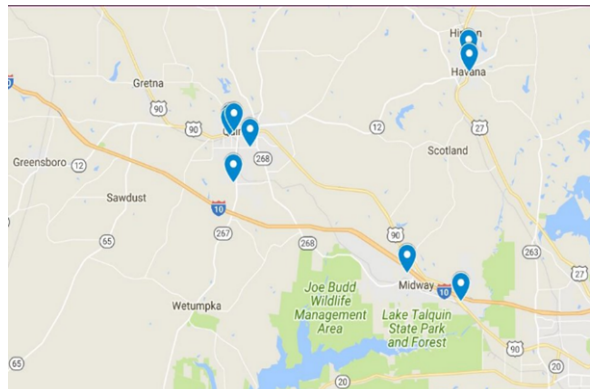 Gretna
90
27
Havana
90
12
Greensboro
12
268
Scotland
Sawdust
10
65
267
268
90
263
27
Midway
10
Joe Budd
Wildlife
Management
Area
Lake Talquin
State Park
and Forest
Wetumpka
90
65
20
20